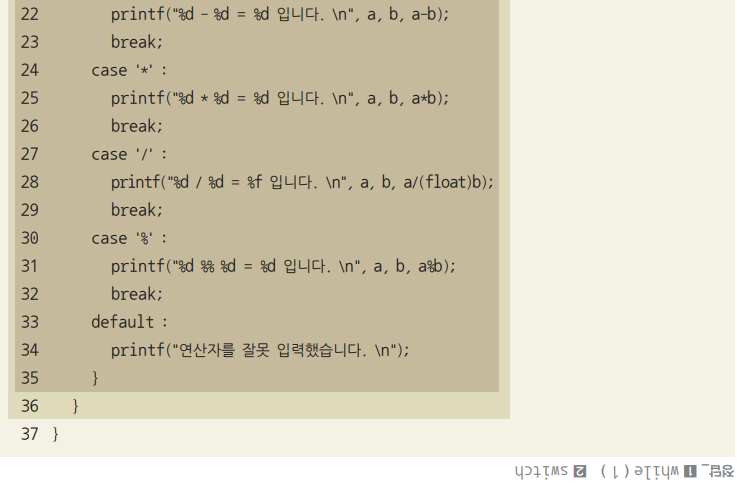 22 printf("%d - %d = %d 입니다. \n", a, b, a-b);
23 break;
24 case '*' :
25 printf("%d * %d = %d 입니다. \n", a, b, a*b);
26 break;
27 case '/' :
28 printf("%d / %d = %f 입니다. \n", a, b, a/(float)b);
29 break;
30 case '%' :
31 printf("%d %% %d = %d 입니다. \n", a, b, a%b);
32 break;
33 default :
34 printf("연산자를 잘못 입력했습니다. \n");
35 }
36 }
37 }
정답_ 1 while(1) 2 switch